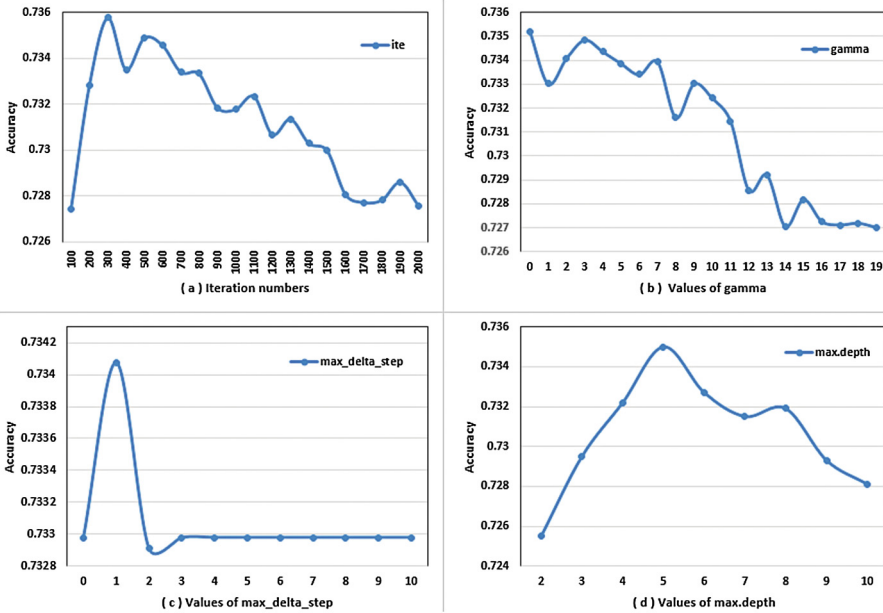 0.736
0.734
0.732
0.73
0.728
0.726
Accuracy
ite
100 200 300 400 500 600 700 800 900 1000 1100 1200 1300 1400 1500 1600 1700 1800 1900 2000
( a ) Iteration numbers
0.736
0.735
0.734
0.733
0.732
0.731
0.73
0.729
0.728
0.727
0.726
Accuracy
gamma
0 1 2 3 4 5 6 7 8 9 10 11 12 13 14 15 16 17 18 19
( b ) Values of gamma
0.7342
0.734
0.7338
0.7336
0.7334
0.7332
0.733
0.7328
Accuracy
max_delta_step
0 1 2 3 4 5 6 7 8 9 10
( c ) Values of max_delta_step
0.736
0.734
0.732
0.73
0.728
0.726
0.724
Accuracy
max.depth
2 3 4 5 6 7 8 9 10
( d ) Values of max.depth